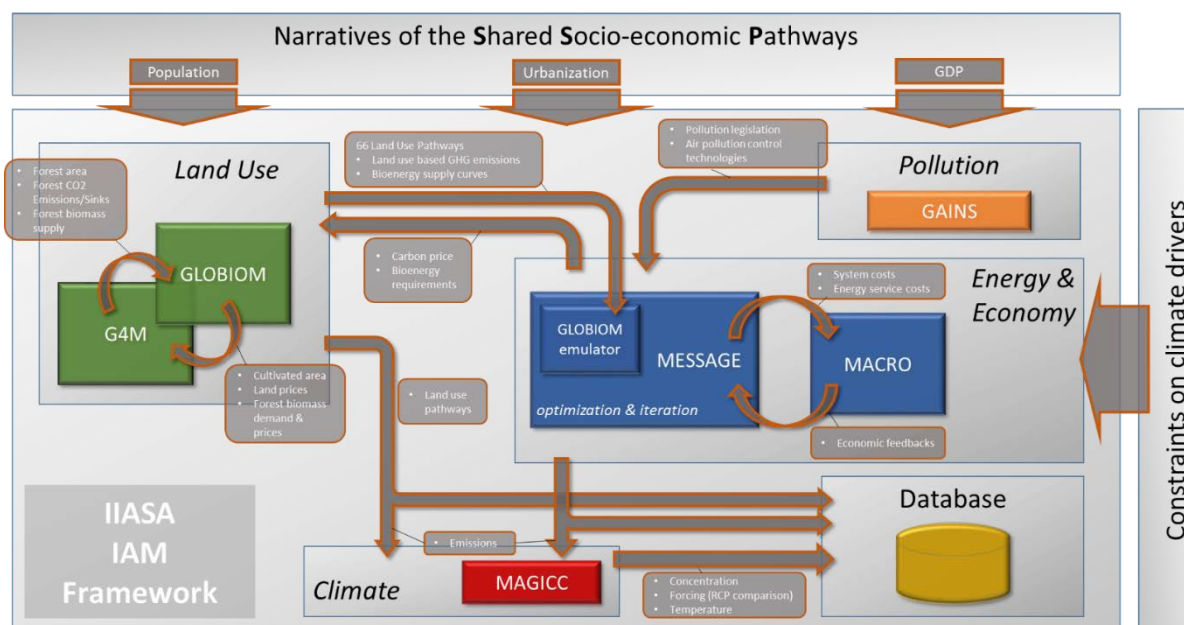 Narratives of the Shared Socio-economic Pathways
Population
Urbanization
GDP
Land Use
• Forest area
• Forest CO2
Emissions/Sinks
• Forest biomass
supply
GLOBIOM
G4M
• Cultivated area
• Land prices
• Forest biomass
demand &
prices
66 Land Use Pathways
• Land use based GHG emissions
• Bioenergy supply curves
• Carbon price
• Bioenergy
requirements
• Pollution legislation
• Air pollution control
technologies
Pollution
GAINS
Energy &
Economy
• System costs
• Energy service costs
GLOBIOM
emulator
MESSAGE
optimization & iteration
MACRO
• Economic feedbacks
• Land use
pathways
• Emissions
Climate
MAGICC
• Concentration
• Forcing (RCP comparison)
• Temperature
Database
IIASA
IAM
Framework
Constraints on climate drivers